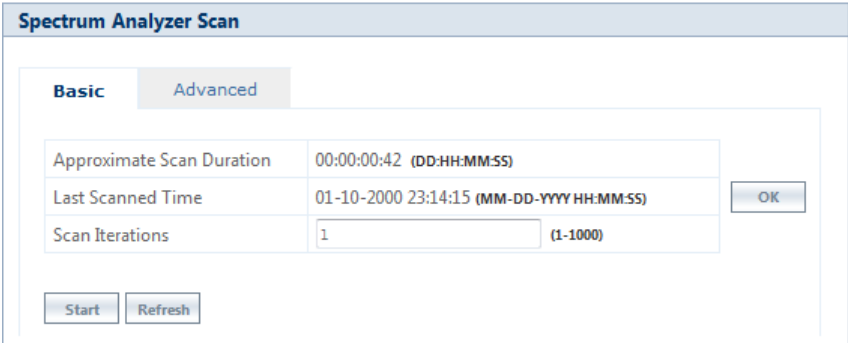 Spectrum Analyzer Scan
Basic Advanced
Approximate Scan Duration 00:00:00:42 (DD:HH:MM:SS)
Last Scanned Time 01-10-2000 23:14:15 (MM-DD-YYYY HH:MM:SS) OK
Scan Iterations 1 (1-1000)
Start Refresh